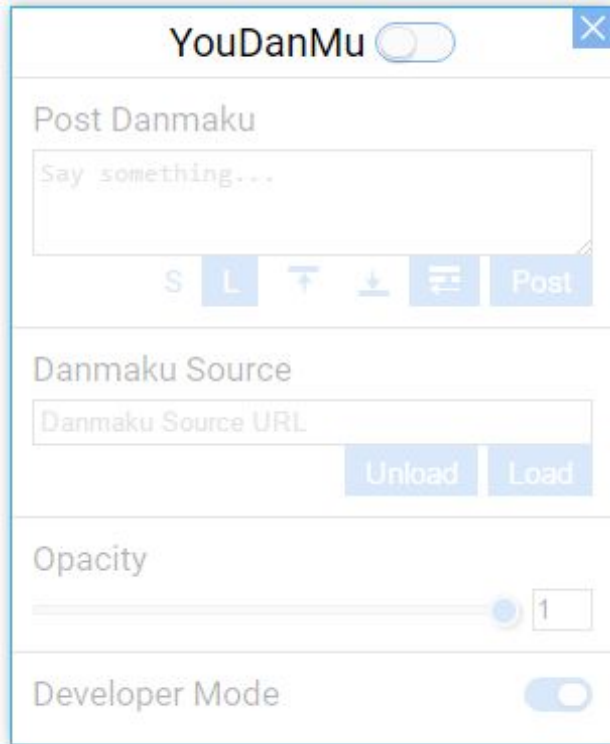 YouDanMu
Post Danmaku
Say something...
S L Post
Danmaku Source
Danmaku Source URL
Unload Load
Opacity
1
Developer Mode